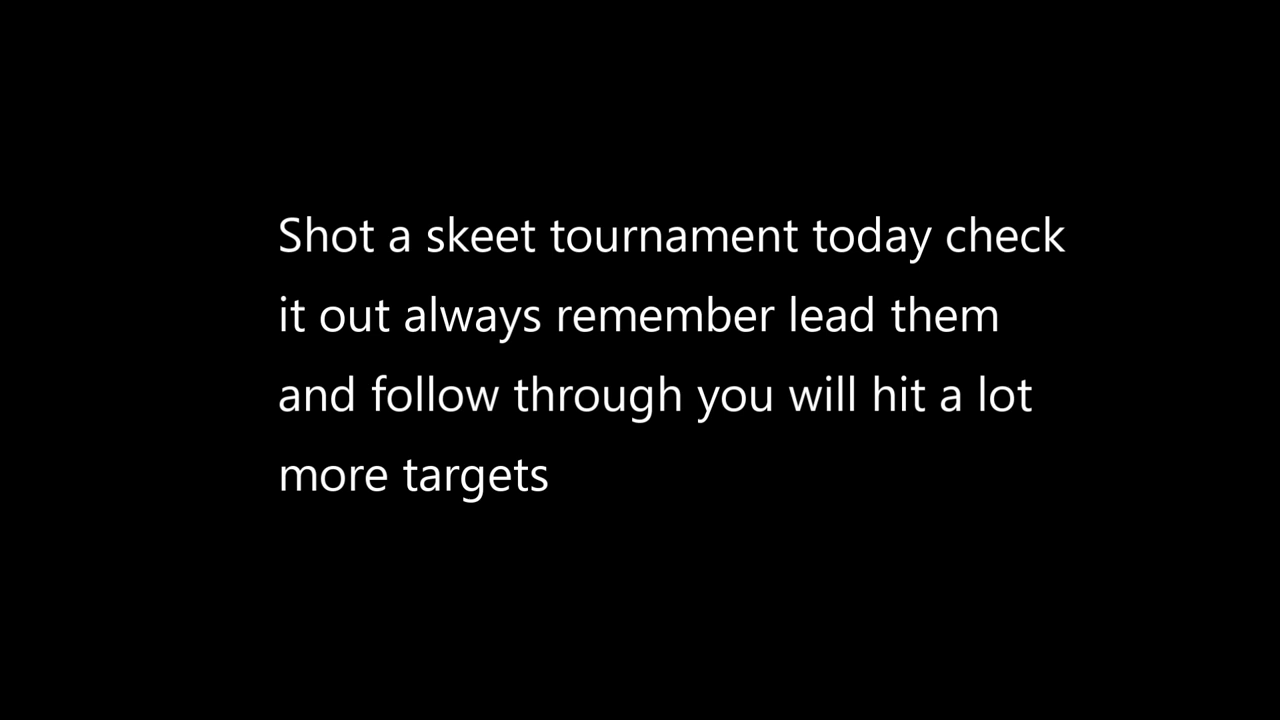 Shot a skeet tournament today check
it out always remember lead them
and follow through you will hit a lot
more targets